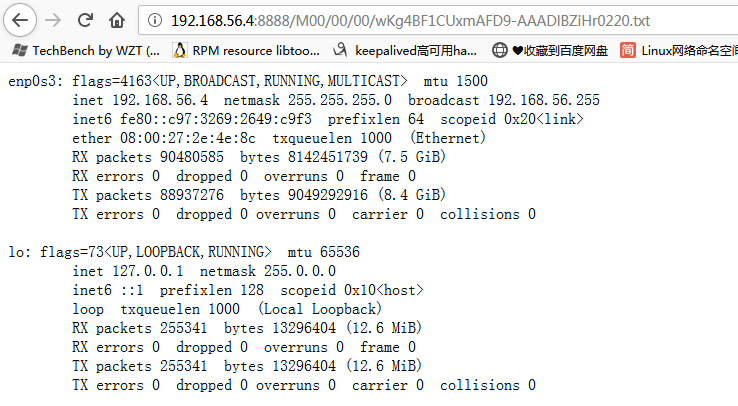 192.168.56.4:8888/M00/00/00/wKg4BF1CUxmAFD9-AAADIBZiHr0220.txt
TechBench by WZT (... RPM resource libtoo... keepalived高可用ha... ♥收藏到百度网盘 简 Linux网络命名空间
enp0s3: flags=4163<UP,BROADCAST,RUNNING,MULTICAST>  mtu 1500
        inet 192.168.56.4  netmask 255.255.255.0  broadcast 192.168.56.255
        inet6 fe80::c97:3269:2649:c9f3  prefixlen 64  scopeid 0x20<link>
        ether 08:00:27:2e:4e:8c  txqueuelen 1000  (Ethernet)
        RX packets 90480585  bytes 8142451739 (7.5 GiB)
        RX errors 0  dropped 0  overruns 0  frame 0
        TX packets 88937276  bytes 9049292916 (8.4 GiB)
        TX errors 0  dropped 0 overruns 0  carrier 0  collisions 0
lo: flags=73<UP,LOOPBACK,RUNNING>  mtu 65536
        inet 127.0.0.1  netmask 255.0.0.0
        inet6 ::1  prefixlen 128  scopeid 0x10<host>
        loop  txqueuelen 1000  (Local Loopback)
        RX packets 255341  bytes 13296404 (12.6 MiB)
        RX errors 0  dropped 0  overruns 0  frame 0
        TX packets 255341  bytes 13296404 (12.6 MiB)
        TX errors 0  dropped 0 overruns 0  carrier 0  collisions 0